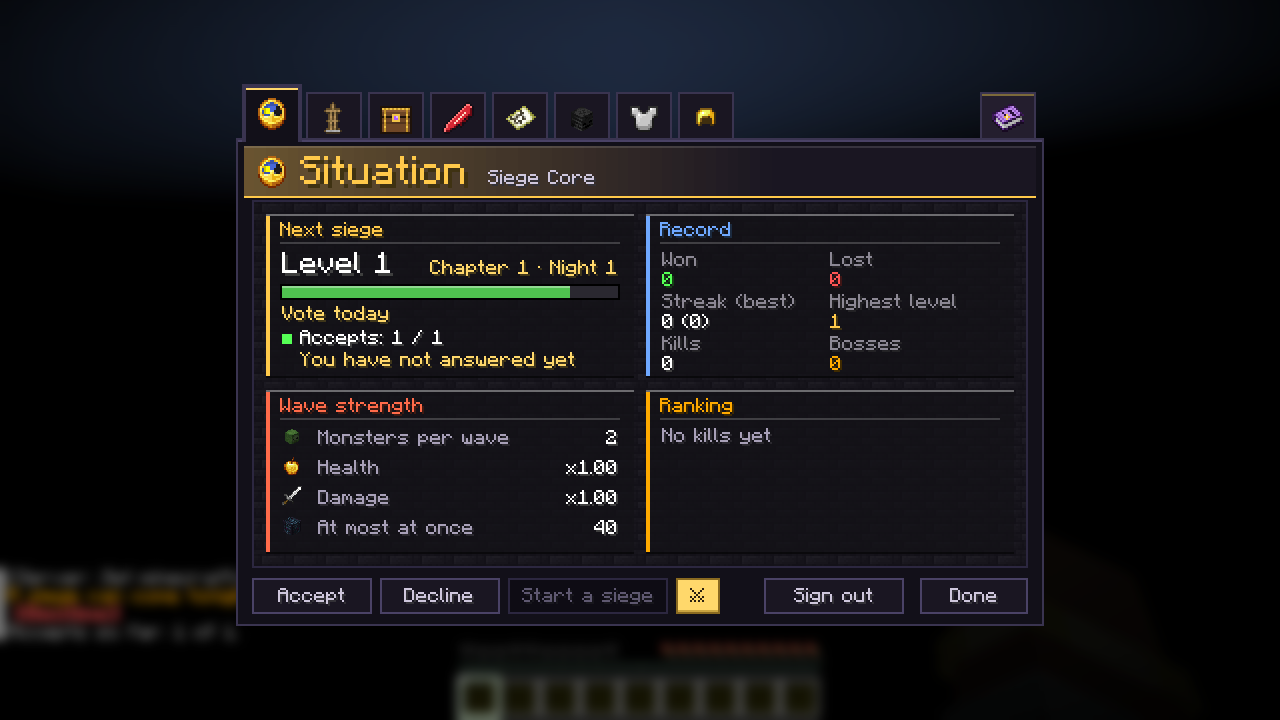 Situation Siege Core
Next siege
Level 1 Chapter 1 · Night 1
Vote today
Accepts: 1 / 1
You have not answered yet
Record
Won Lost
0 0
Streak (best) Highest level
0 (0) 1
Kills Bosses
0 0
Wave strength
Monsters per wave 2
Health x1.00
Damage x1.00
At most at once 40
Ranking
No kills yet
Accept Decline Start a siege Sign out Done